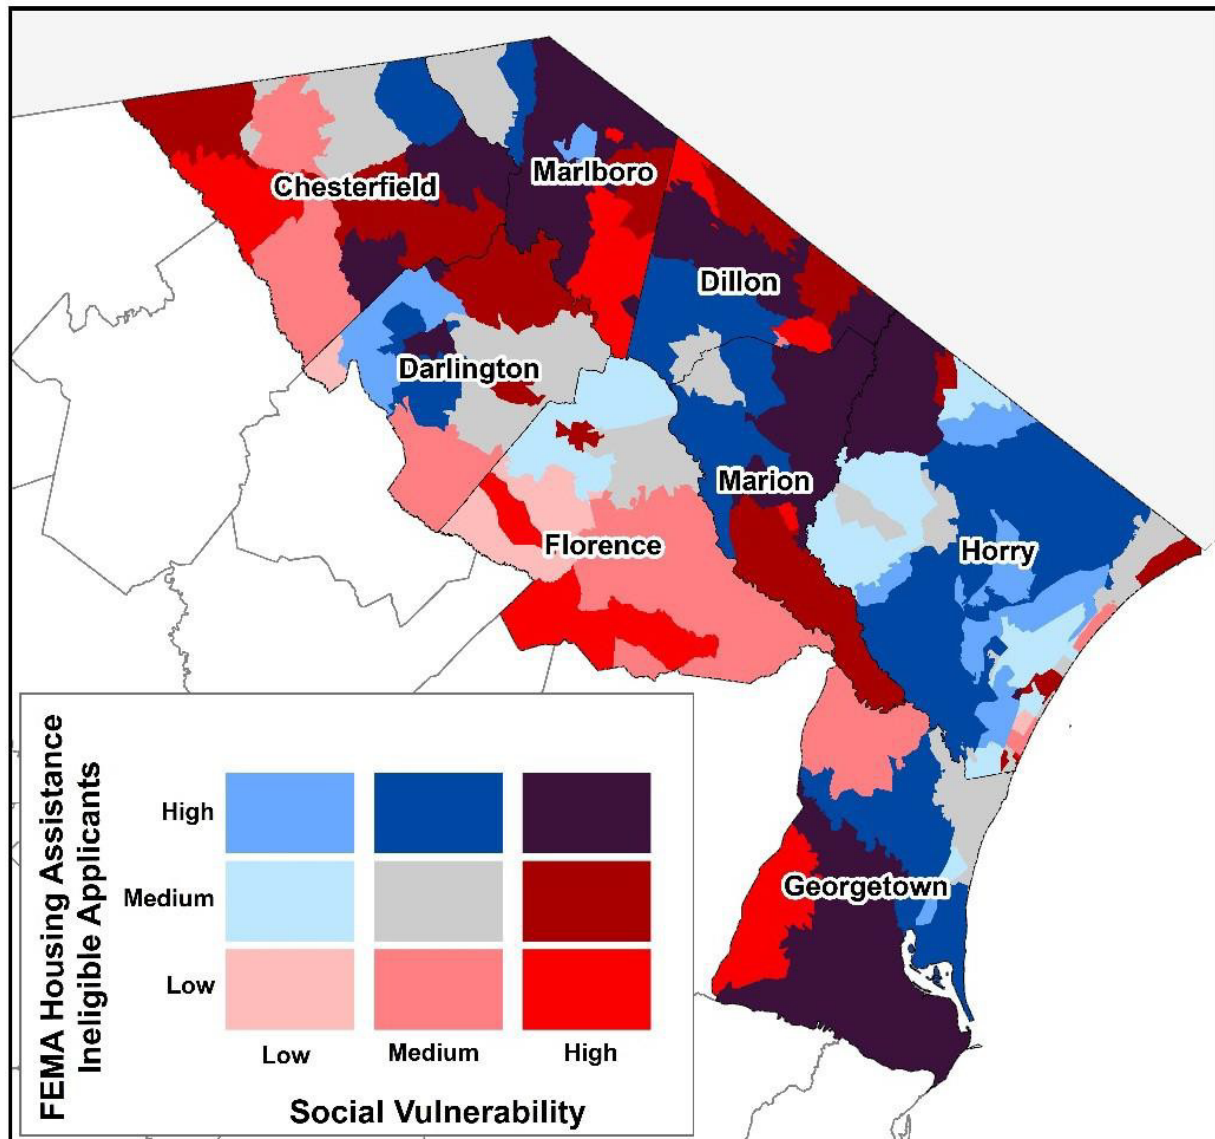 Marlboro
Chesterfield
Dillon
Darlington
Marion
Florence
Horry
Georgetown
FEMA Housing Assistance
Ineligible Applicants
High
Medium
Low
Low
Medium
High
Social Vulnerability